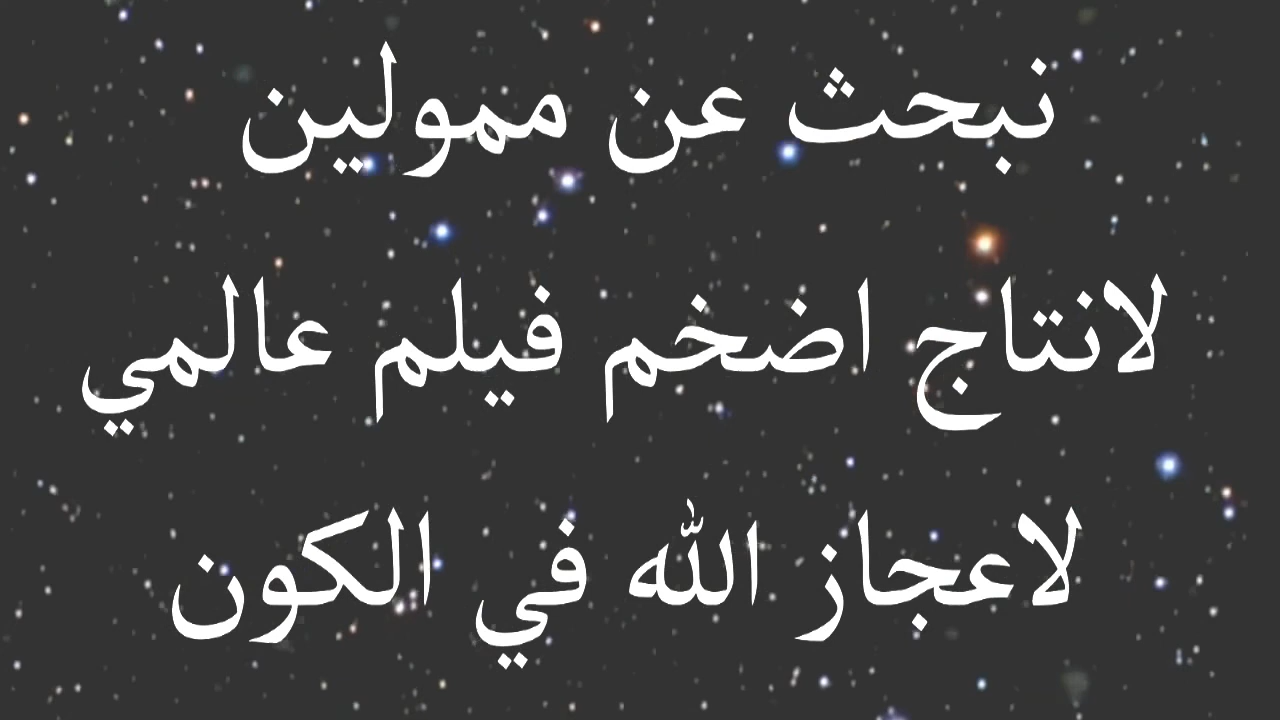 نبحث عن ممولين
لانتاج اضخم فيلم عالمي
لاعجاز الله في الكون